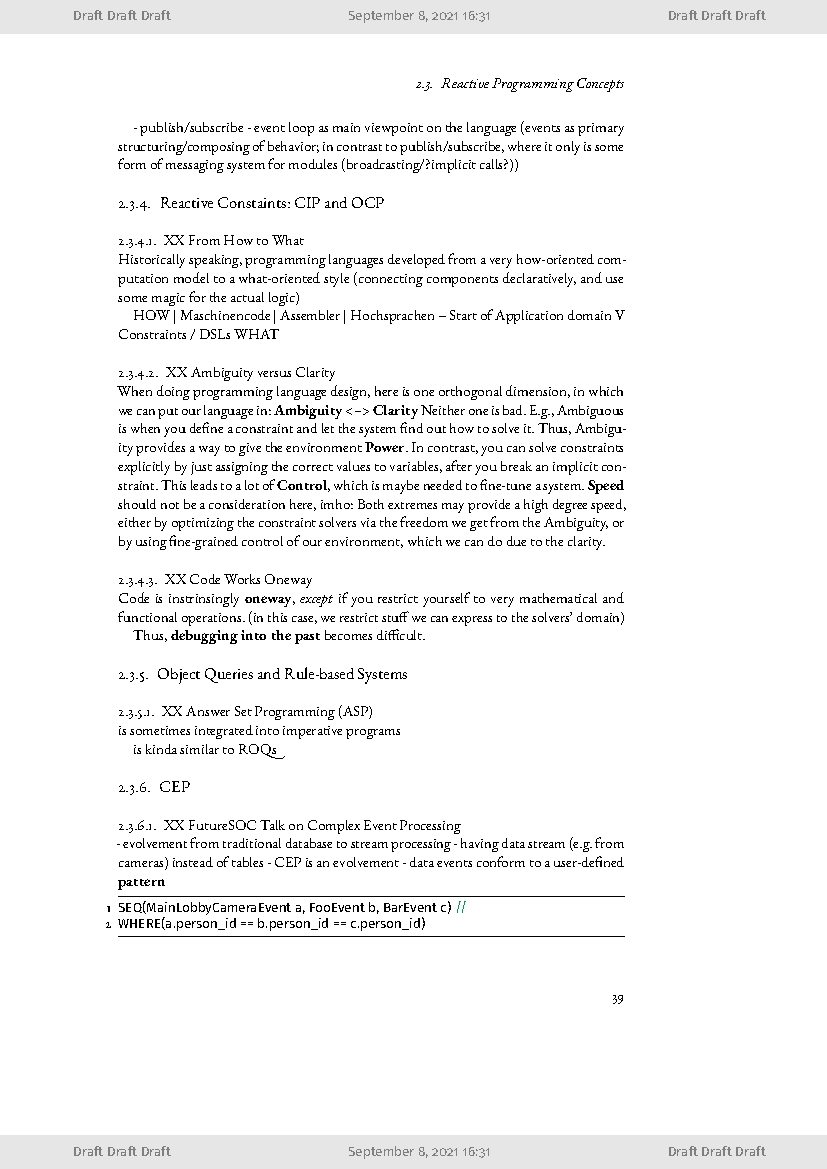 Draft Draft Draft September 8, 2021 16:31 Draft Draft Draft
2.3. Reactive Programming Concepts
- publish/subscribe - event loop as main viewpoint on the language (events as primary
structuring/composing of behavior; in contrast to publish/subscribe, where it only is some
form of messaging system for modules (broadcasting/?implicit calls?))
2.3.4. Reactive Constaints: CIP and OCP
2.3.4.1. XX From How to What
Historically speaking, programming languages developed from a very how-oriented com-
putation model to a what-oriented style (connecting components declaratively, and use
some magic for the actual logic)
HOW | Maschinencode | Assembler | Hochsprachen – Start of Application domain V
Constraints / DSLs WHAT
2.3.4.2. XX Ambiguity versus Clarity
When doing programming language design, here is one orthogonal dimension, in which
we can put our language in: Ambiguity <–> Clarity Neither one is bad. E.g., Ambiguous
is when you define a constraint and let the system find out how to solve it. Thus, Ambigu-
ity provides a way to give the environment Power. In contrast, you can solve constraints
explicitly by just assigning the correct values to variables, after you break an implicit con-
straint. This leads to a lot of Control, which is maybe needed to fine-tune a system. Speed
should not be a consideration here, imho: Both extremes may provide a high degree speed,
either by optimizing the constraint solvers via the freedom we get from the Ambiguity, or
by using fine-grained control of our environment, which we can do due to the clarity.
2.3.4.3. XX Code Works Oneway
Code is instrinsingly oneway, except if you restrict yourself to very mathematical and
functional operations. (in this case, we restrict stuff we can express to the solvers’ domain)
Thus, debugging into the past becomes difficult.
2.3.5. Object Queries and Rule-based Systems
2.3.5.1. XX Answer Set Programming (ASP)
is sometimes integrated into imperative programs
is kinda similar to ROQs
2.3.6. CEP
2.3.6.1. XX FutureSOC Talk on Complex Event Processing
- evolvement from traditional database to stream processing - having data stream (e.g. from
cameras) instead of tables - CEP is an evolvement - data events conform to a user-defined
pattern
1 SEQ(MainLobbyCameraEvent a, FooEvent b, BarEvent c) //
2 WHERE(a.person_id == b.person_id == c.person_id)
39
Draft Draft Draft September 8, 2021 16:31 Draft Draft Draft